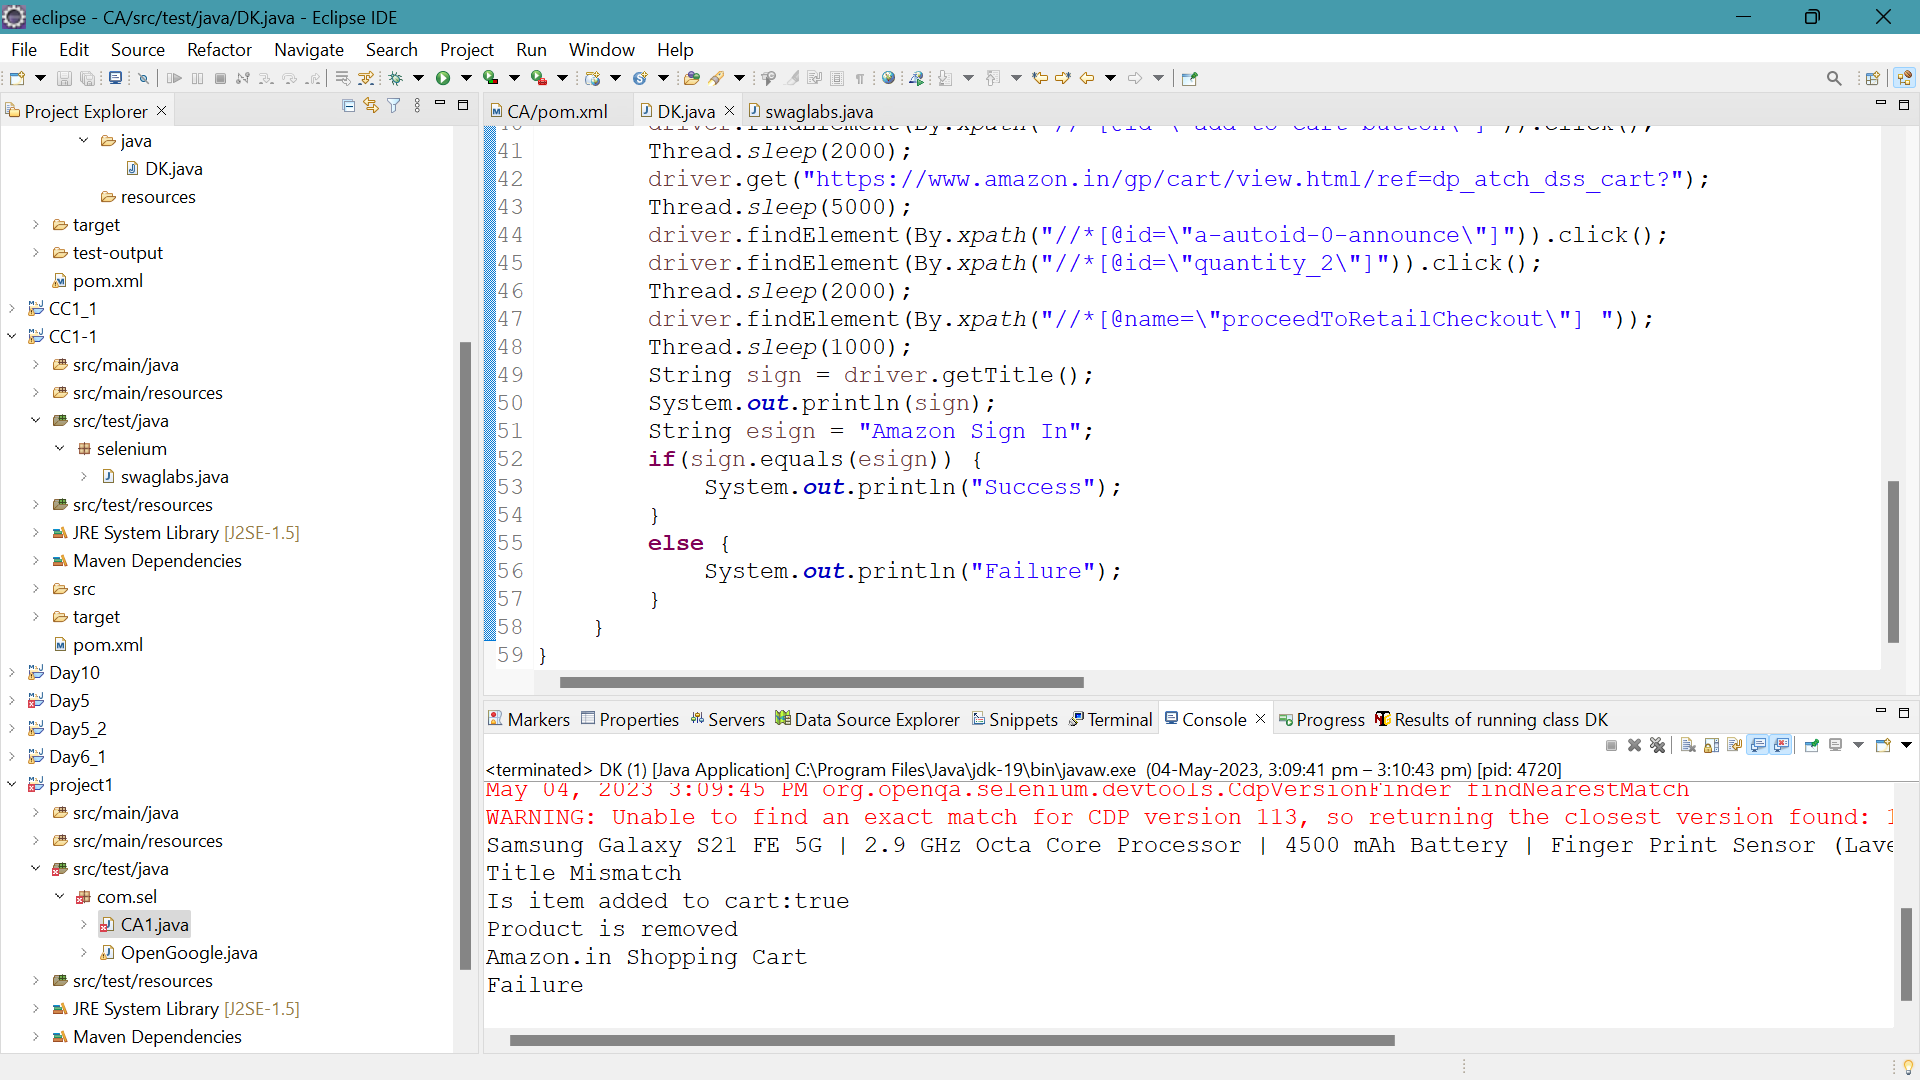 eclipse - CA/src/test/java/DK.java - Eclipse IDE
File Edit Source Refactor Navigate Search Project Run Window Help
Project Explorer
java
DK.java
resources
target
test-output
pom.xml
CC1_1
CC1-1
src/main/java
src/main/resources
src/test/java
selenium
swaglabs.java
src/test/resources
JRE System Library [J2SE-1.5]
Maven Dependencies
src
target
pom.xml
Day10
Day5
Day5_2
Day6_1
project1
src/main/java
src/main/resources
src/test/java
com.sel
CA1.java
OpenGoogle.java
src/test/resources
JRE System Library [J2SE-1.5]
Maven Dependencies
CA/pom.xml DK.java swaglabs.java
40 driver.findElement(By.xpath("//*[@id=\"add-to-cart-button\"]")).click();
41 Thread.sleep(2000);
42 driver.get("https://www.amazon.in/gp/cart/view.html/ref=dp_atch_dss_cart?");
43 Thread.sleep(5000);
44 driver.findElement(By.xpath("//*[@id=\"a-autoid-0-announce\"]")).click();
45 driver.findElement(By.xpath("//*[@id=\"quantity_2\"]")).click();
46 Thread.sleep(2000);
47 driver.findElement(By.xpath("//*[@name=\"proceedToRetailCheckout\"] "));
48 Thread.sleep(1000);
49 String sign = driver.getTitle();
50 System.out.println(sign);
51 String esign = "Amazon Sign In";
52 if(sign.equals(esign)) {
53 System.out.println("Success");
54 }
55 else {
56 System.out.println("Failure");
57 }
58 }
59 }
Markers Properties Servers Data Source Explorer Snippets Terminal Console Progress Results of running class DK
<terminated> DK (1) [Java Application] C:\Program Files\Java\jdk-19\bin\javaw.exe (04-May-2023, 3:09:41 pm – 3:10:43 pm) [pid: 4720]
May 04, 2023 3:09:45 PM org.openqa.selenium.devtools.CdpVersionFinder findNearestMatch
WARNING: Unable to find an exact match for CDP version 113, so returning the closest version found: 1
Samsung Galaxy S21 FE 5G | 2.9 GHz Octa Core Processor | 4500 mAh Battery | Finger Print Sensor (Lave
Title Mismatch
Is item added to cart:true
Product is removed
Amazon.in Shopping Cart
Failure